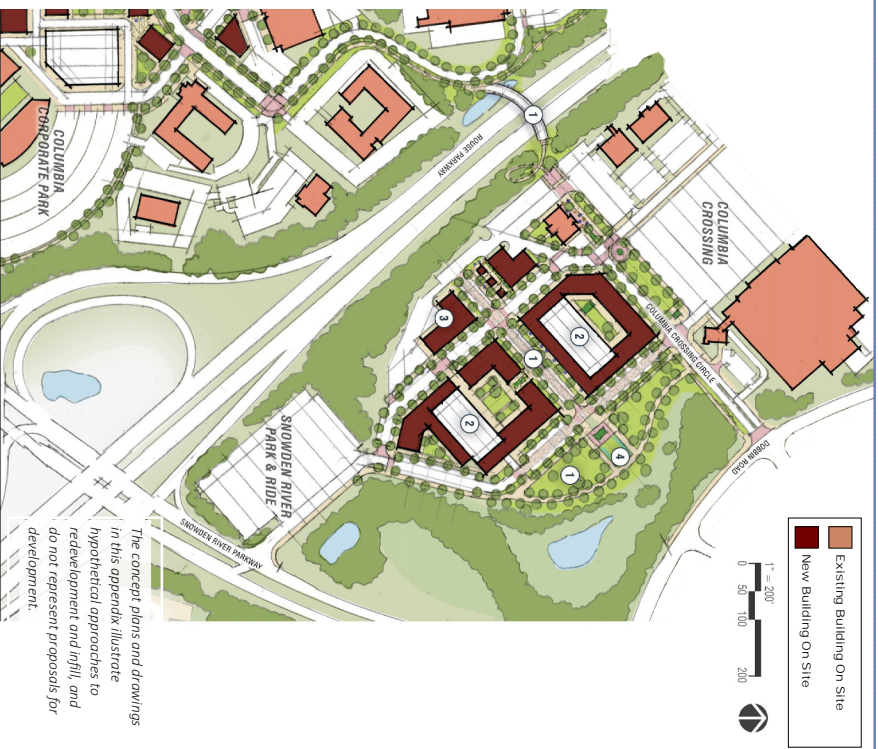 Existing Building On Site
New Building On Site
1" = 200'
0 50 100 200
COLUMBIA
CROSSING
COLUMBIA CROSSING CIRCLE
DOBBIN ROAD
ROUSE PARKWAY
COLUMBIA
CORPORATE PARK
SNOWDEN RIVER
PARK & RIDE
SNOWDEN RIVER PARKWAY
1
2
1
3
2
4
1
The concept plans and drawings
in this appendix illustrate
hypothetical approaches to
redevelopment and infill, and
do not represent proposals for
development.